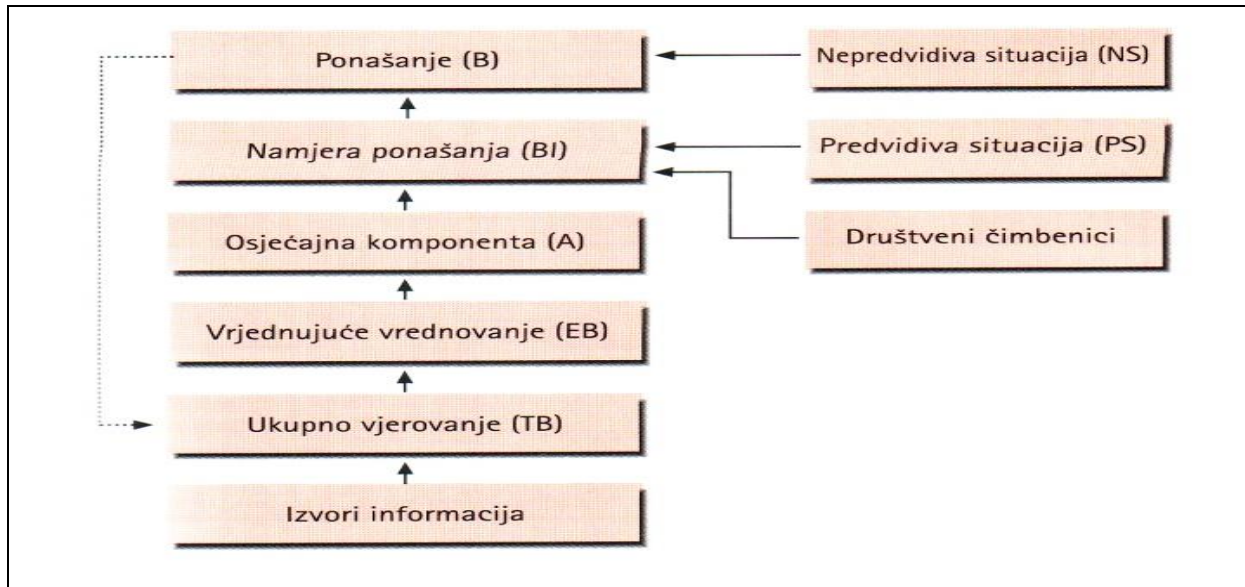 Ponašanje (B)
Nepredvidiva situacija (NS)
Namjera ponašanja (BI)
Predvidiva situacija (PS)
Osjećajna komponenta (A)
Društveni čimbenici
Vrjednujuće vrednovanje (EB)
Ukupno vjerovanje (TB)
Izvori informacija